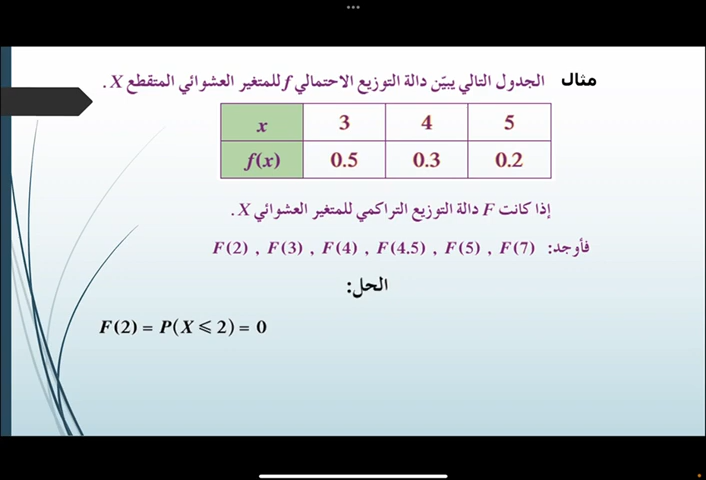 مثال الجدول التالي يبيّن دالة التوزيع الاحتمالي f للمتغير العشوائي المتقطع X .
x 3 4 5
f(x) 0.5 0.3 0.2
إذا كانت F دالة التوزيع التراكمي للمتغير العشوائي X .
فأوجد: F(2) , F(3) , F(4) , F(4.5) , F(5) , F(7)
الحل:
F(2) = P(X ⩽ 2) = 0